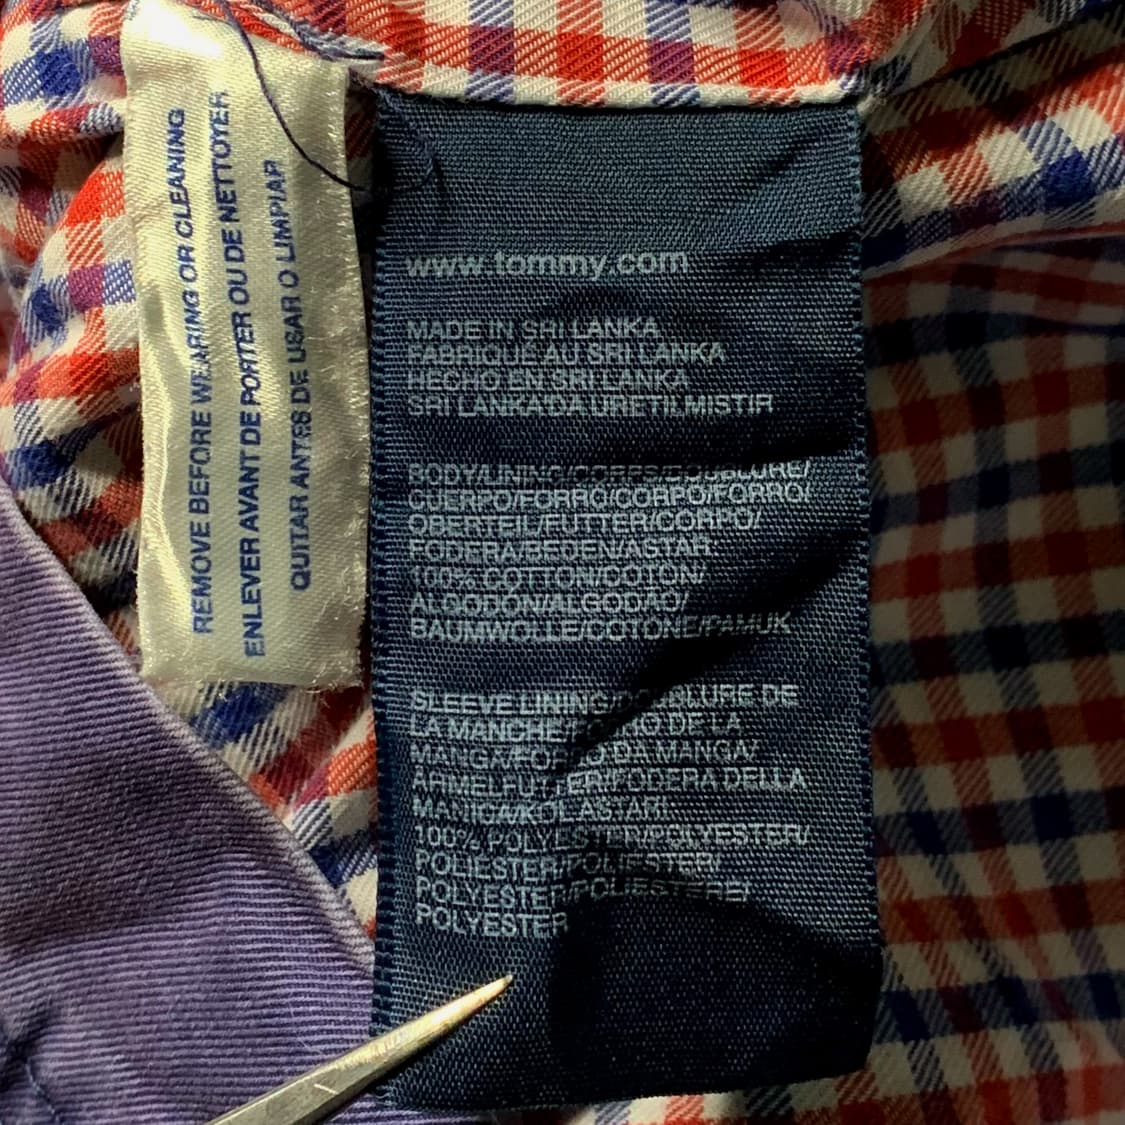 REMOVE BEFORE WEARING OR CLEANING
ENLEVER AVANT DE PORTER OU DE NETTOYER
QUITAR ANTES DE USAR O LIMPIAR
www.tommy.com
MADE IN SRI LANKA
FABRIQUÉ AU SRI LANKA
HECHO EN SRI LANKA
SRI LANKA'DA ÜRETILMISTIR
BODY/LINING/CORPS/DOUBLURE/
CUERPO/FORRO/CORPO/FORRO/
OBERTEIL/FUTTER/CORPO/
FODERA/BEDEN/ASTAR:
100% COTTON/COTON/
ALGODÓN/ALGODÃO/
BAUMWOLLE/COTONE/PAMUK
SLEEVE LINING/DOUBLURE DE
LA MANCHE/FORRO DE LA
MANGA/FORRO DA MANGA/
ÄRMELFUTTER/FODERA DELLA
MANICA/KOL ASTARI:
100% POLYESTER/POLYESTER/
POLIÉSTER/POLIÉSTER/
POLYESTER/POLIESTERE/
POLYESTER